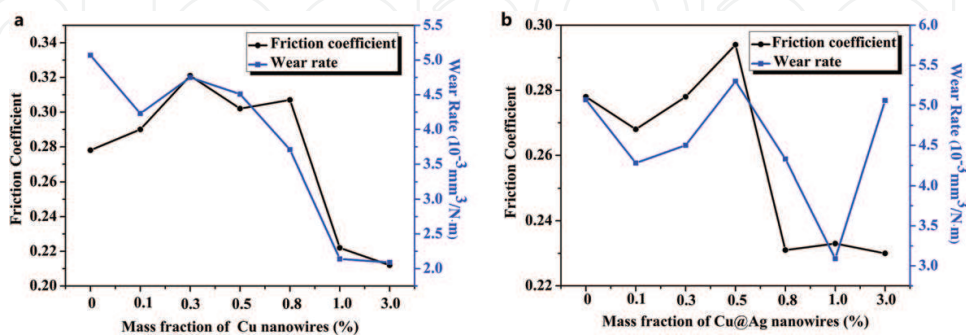 a
Friction coefficient
Wear rate
Friction Coefficient
0.34
0.32
0.30
0.28
0.26
0.24
0.22
0.20
5.5
5.0
4.5
4.0
3.5
3.0
2.5
2.0
Wear Rate (10⁻³mm³/N·m)
0 0.1 0.3 0.5 0.8 1.0 3.0
Mass fraction of Cu nanowires (%)
b
Friction coefficient
Wear rate
Friction Coefficient
0.30
0.28
0.26
0.24
0.22
6.0
5.5
5.0
4.5
4.0
3.5
3.0
Wear Rate (10⁻³mm³/N·m)
0 0.1 0.3 0.5 0.8 1.0 3.0
Mass fraction of Cu@Ag nanowires (%)